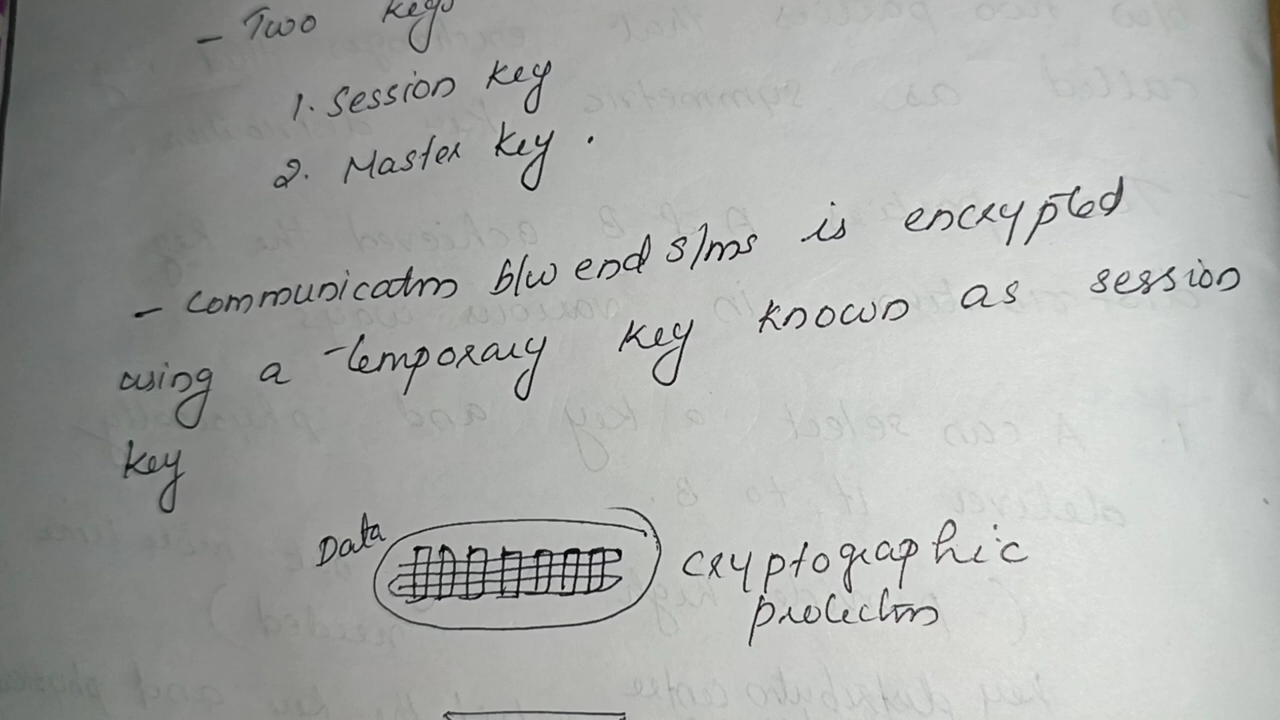 - Two keys
1. Session key
2. Master key.
- communicatn b/w end s/ms is encrypted
using a temporary key known as session
key
Data
cryptographic
protectn